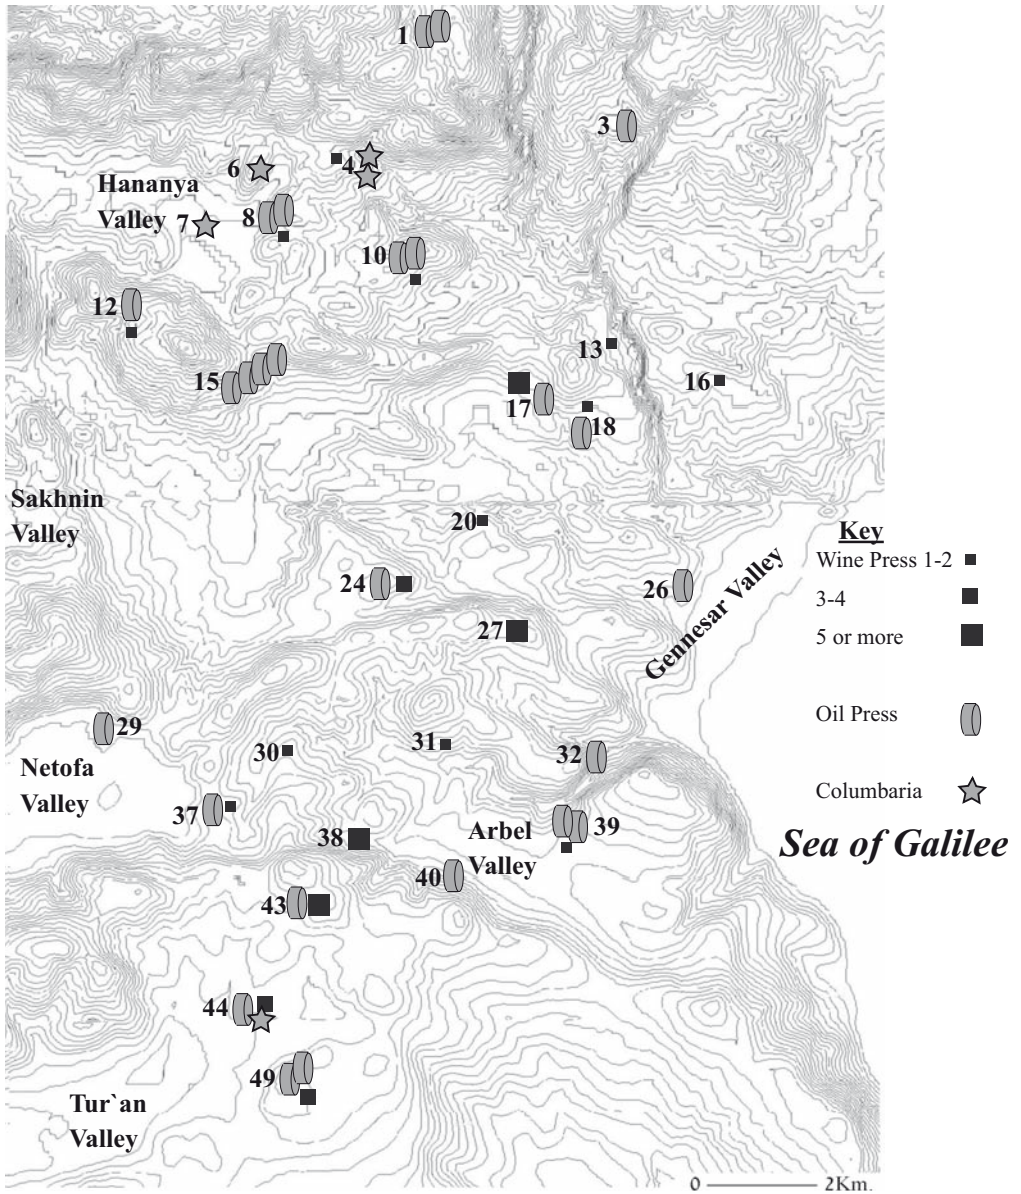 1
3
6
4
Hananya
Valley
7
8
10
12
13
15
16
17
18
Sakhnin
Valley
20
24
26
Gennesar Valley
27
29
30
31
32
Netofa
Valley
37
38
Arbel
Valley
39
40
43
44
49
Tur`an
Valley
Key
Wine Press 1-2
3-4
5 or more
Oil Press
Columbaria
Sea of Galilee
0 2Km.